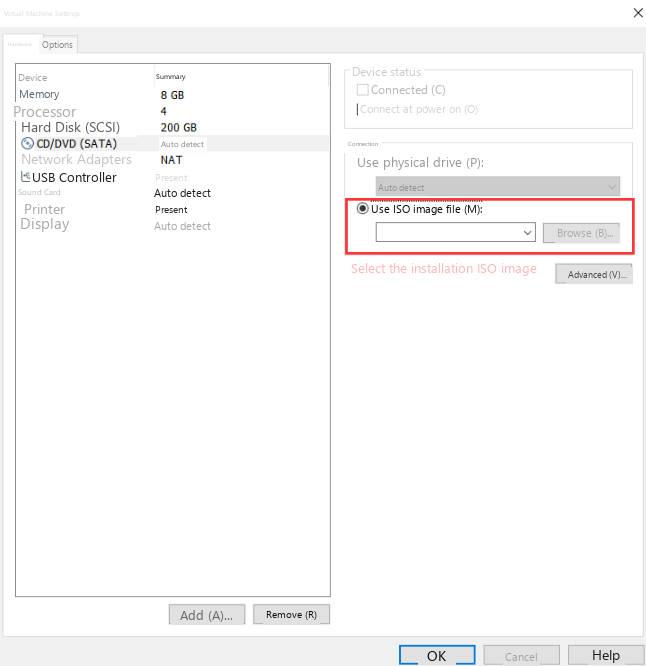 Virtual Machine Settings
Hardware Options
Device Summary
Memory 8 GB
Processor 4
Hard Disk (SCSI) 200 GB
CD/DVD (SATA) Auto detect
Network Adapters NAT
USB Controller Present
Sound Card Auto detect
Printer Present
Display Auto detect
Add (A)... Remove (R)
Device status
Connected (C)
Connect at power on (O)
Connection
Use physical drive (P):
Auto detect
Use ISO image file (M):
Browse (B)...
Select the installation ISO image
Advanced (V)...
OK Cancel Help